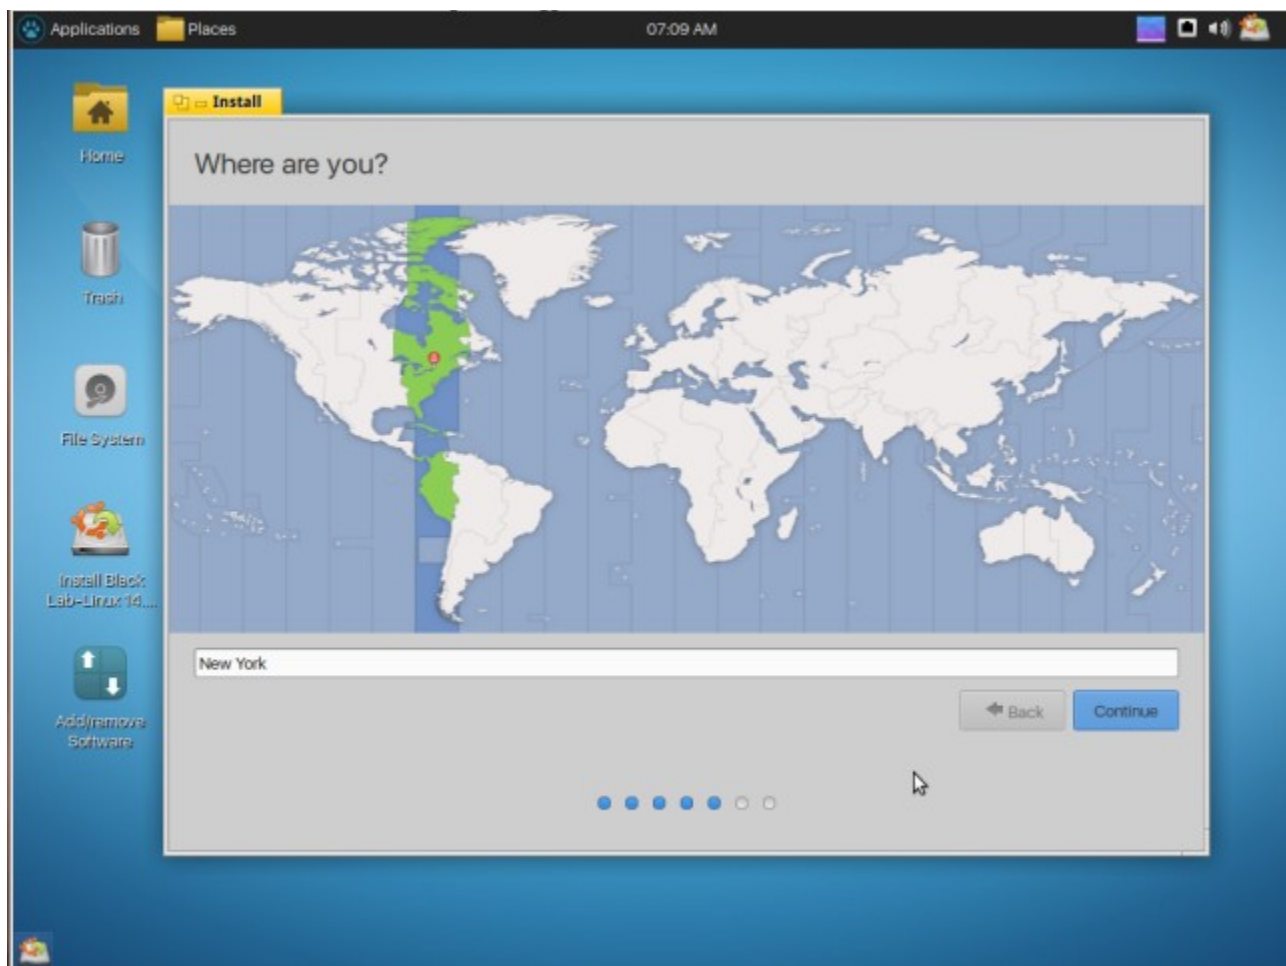 Applications
Places
07:09 AM
Home
Install
Where are you?
Trash
File System
Install Black
Lab-Linux 14....
New York
Add/remove
Software
Back
Continue